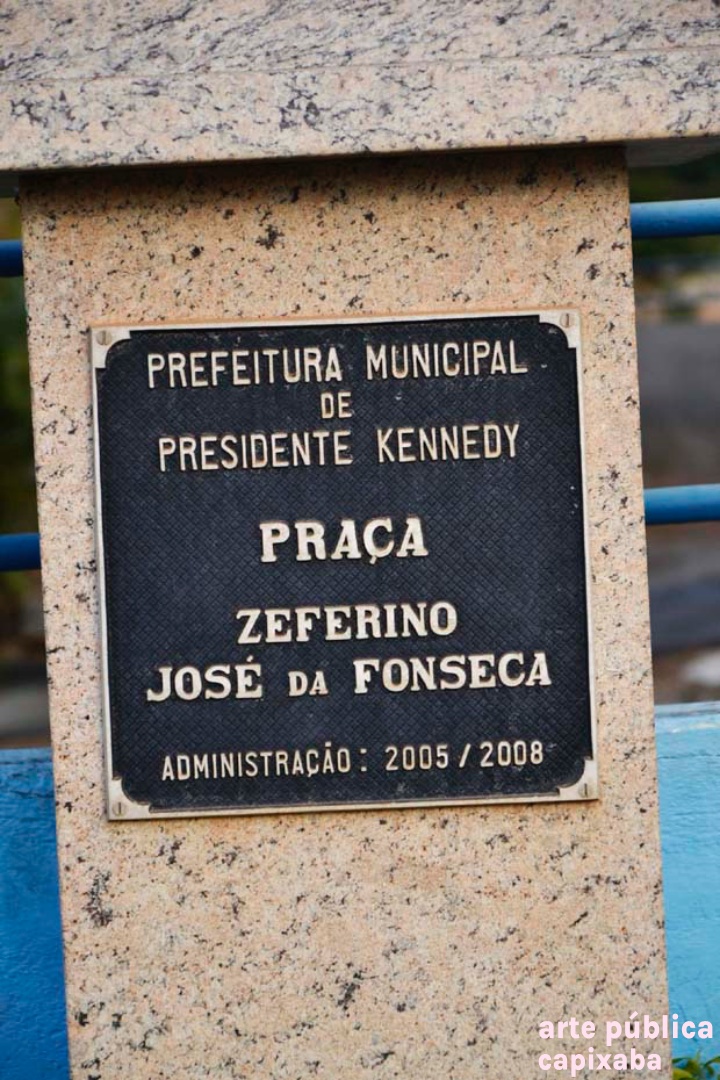 PREFEITURA MUNICIPAL
DE
PRESIDENTE KENNEDY
PRAÇA
ZEFERINO
JOSÉ DA FONSECA
ADMINISTRAÇÃO: 2005/2008
arte pública
capixaba